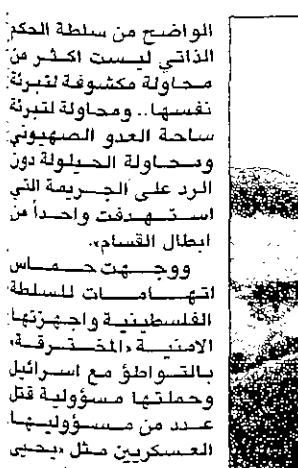 الواضح من سلطة الحكم
الذاتي ليست اكثر من
محاولة مكشوفة لتبرئة
نفسها.. ومحاولة لتبرئة
ساحة العدو الصهيوني
ومحاولة الحيلولة دون
الرد على الجريمة التي
استهدفت واحداً من
ابطال القسام».
ووجهت حماس
اتهامات للسلطة
الفلسطينية واجهزتها
الامنية «المخترقة»
بالتواطؤ مع اسرائيل
وحملتها مسؤولية قتل
عدد من مسؤوليها
العسكريين مثل «يحيى